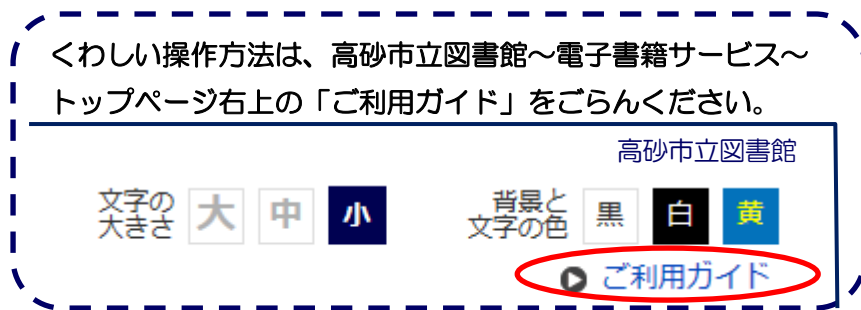 くわしい操作方法は、高砂市立図書館～電子書籍サービス～
トップページ右上の「ご利用ガイド」をごらんください。
高砂市立図書館
文字の
大きさ 大 中 小
背景と
文字の色 黒 白 黄
ご利用ガイド